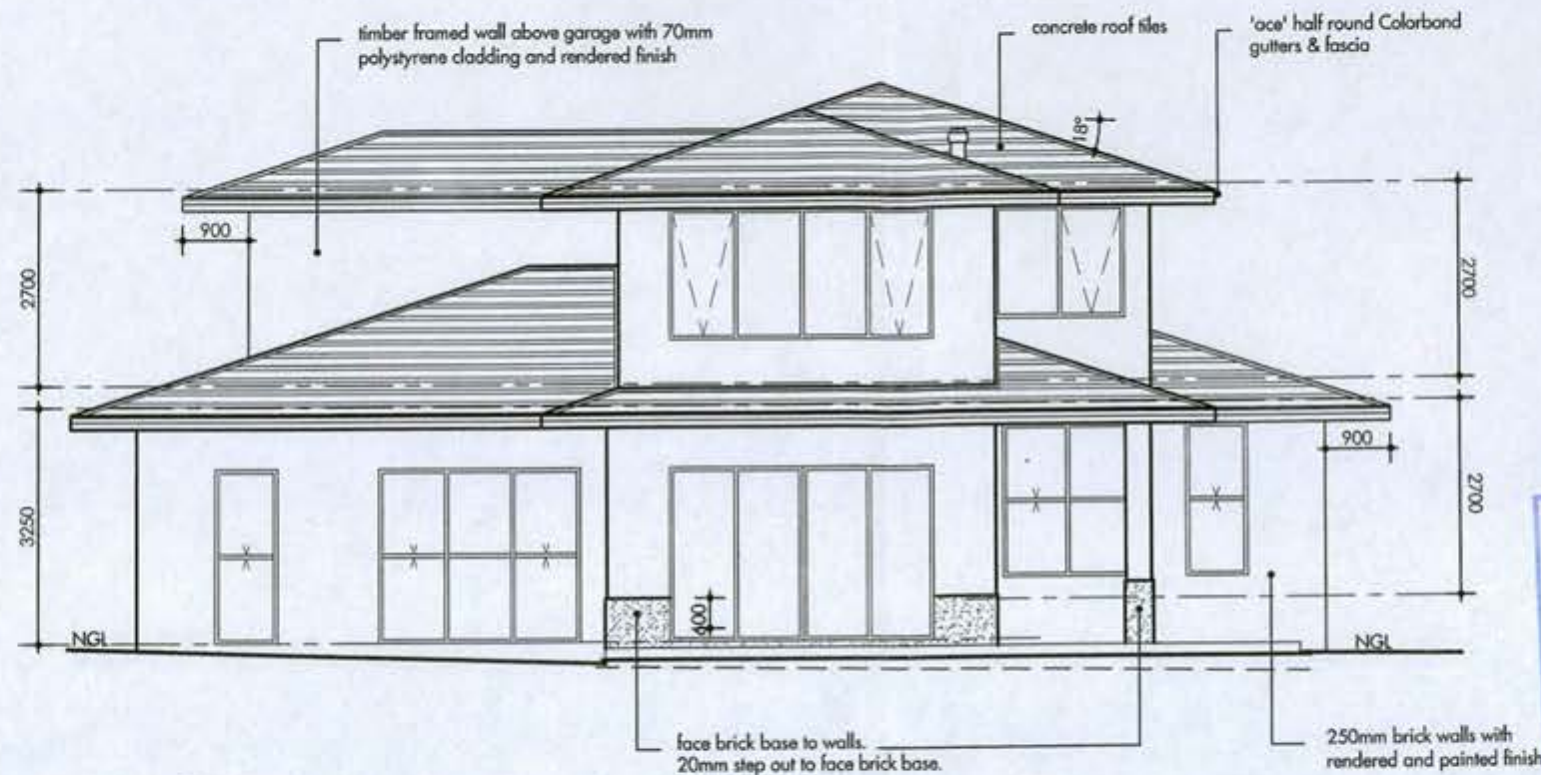 timber framed wall above garage with 70mm
polystyrene cladding and rendered finish
concrete roof tiles
'ace' half round Colorbond
gutters & fascia
18°
900
2700
2700
900
3250
2700
600
NGL
NGL
face brick base to walls.
20mm step out to face brick base.
250mm brick walls with
rendered and painted finish